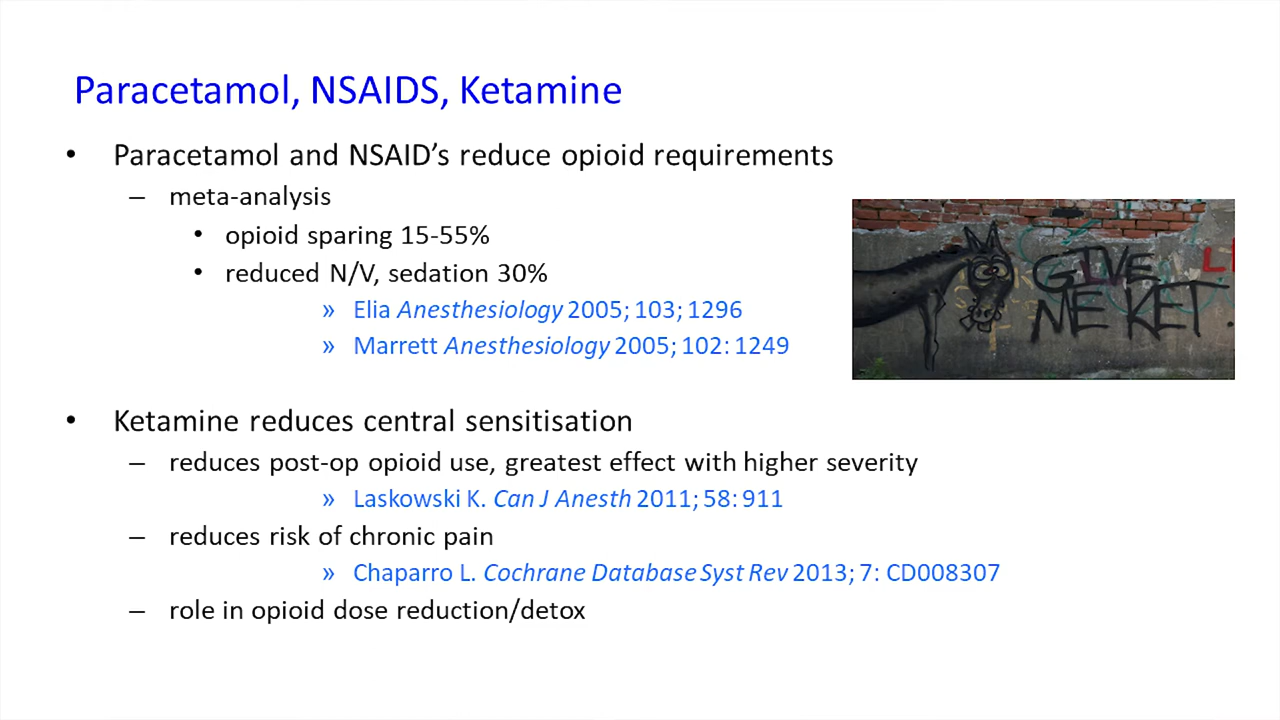 Paracetamol, NSAIDS, Ketamine
• Paracetamol and NSAID’s reduce opioid requirements
– meta-analysis
• opioid sparing 15-55%
• reduced N/V, sedation 30%
» Elia Anesthesiology 2005; 103; 1296
» Marrett Anesthesiology 2005; 102: 1249
GIVE
ME KET.
• Ketamine reduces central sensitisation
– reduces post-op opioid use, greatest effect with higher severity
» Laskowski K. Can J Anesth 2011; 58: 911
– reduces risk of chronic pain
» Chaparro L. Cochrane Database Syst Rev 2013; 7: CD008307
– role in opioid dose reduction/detox